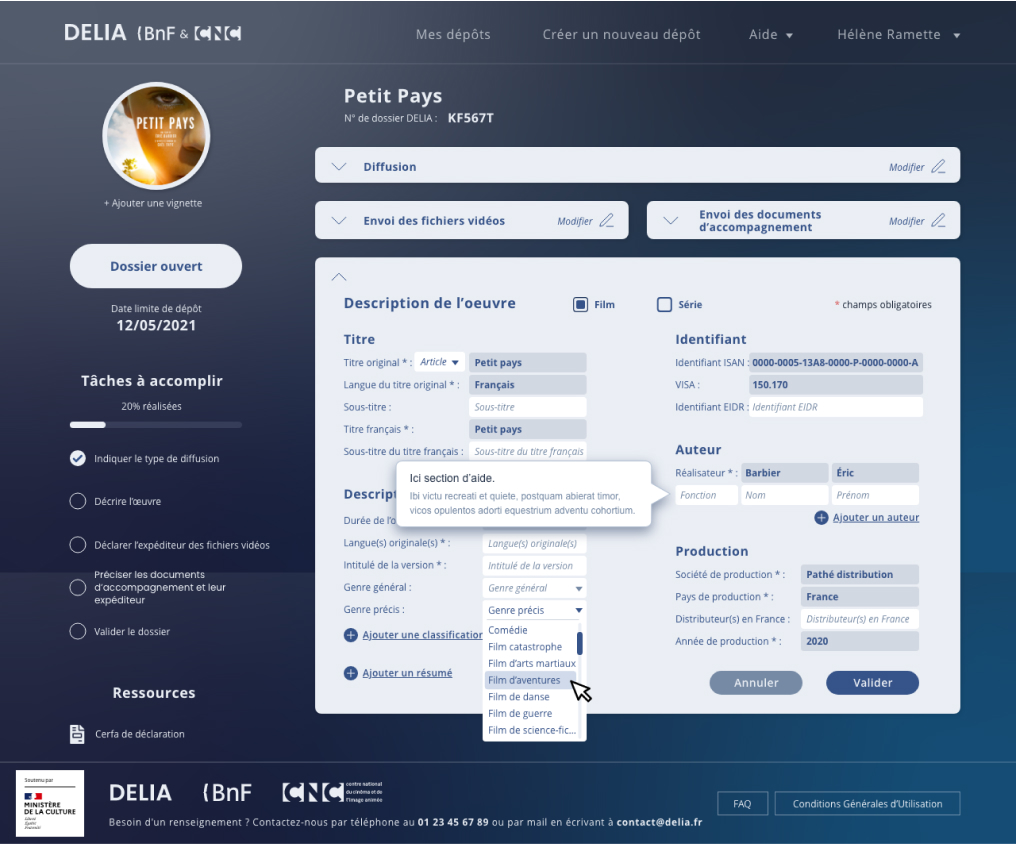 DELIA (BnF & CNC
Mes dépôts
Créer un nouveau dépôt
Aide
Hélène Ramette
PETIT PAYS
+ Ajouter une vignette
Dossier ouvert
Date limite de dépôt
12/05/2021
Tâches à accomplir
20% réalisées
Indiquer le type de diffusion
Décrire l'œuvre
Déclarer l'expéditeur des fichiers vidéos
Préciser les documents
d'accompagnement et leur
expéditeur
Valider le dossier
Ressources
Cerfa de déclaration
Petit Pays
N° de dossier DELIA : KF567T
Diffusion
Modifier
Envoi des fichiers vidéos
Modifier
Envoi des documents
d'accompagnement
Modifier
Description de l'oeuvre
Film
Série
* champs obligatoires
Titre
Titre original * : Article Petit pays
Langue du titre original * : Français
Sous-titre : Sous-titre
Titre français * : Petit pays
Sous-titre du titre français : Sous-titre du titre français
Ici section d'aide.
Ibi victu recreati et quiete, postquam abierat timor,
vicos opulentos adorti equestrium adventu cohortium.
Descript
Durée de l'o
Langue(s) originale(s) * : Langue(s) originale(s)
Intitulé de la version * : Intitulé de la version
Genre général : Genre général
Genre précis : Genre précis
Comédie
Film catastrophe
Film d'arts martiaux
Film d'aventures
Film de danse
Film de guerre
Film de science-fic...
Ajouter une classification
Ajouter un résumé
Identifiant
Identifiant ISAN : 0000-0005-13A8-0000-P-0000-0000-A
VISA : 150.170
Identifiant EIDR : Identifiant EIDR
Auteur
Réalisateur * : Barbier Éric
Fonction Nom Prénom
Ajouter un auteur
Production
Société de production * : Pathé distribution
Pays de production * : France
Distributeur(s) en France : Distributeur(s) en France
Année de production * : 2020
Annuler
Valider
Soutenu par
MINISTÈRE
DE LA CULTURE
Liberté
Égalité
Fraternité
DELIA (BnF CNC
centre national
du cinéma et de
l'image animée
Besoin d'un renseignement ? Contactez-nous par téléphone au 01 23 45 67 89 ou par mail en écrivant à contact@delia.fr
FAQ
Conditions Générales d'Utilisation